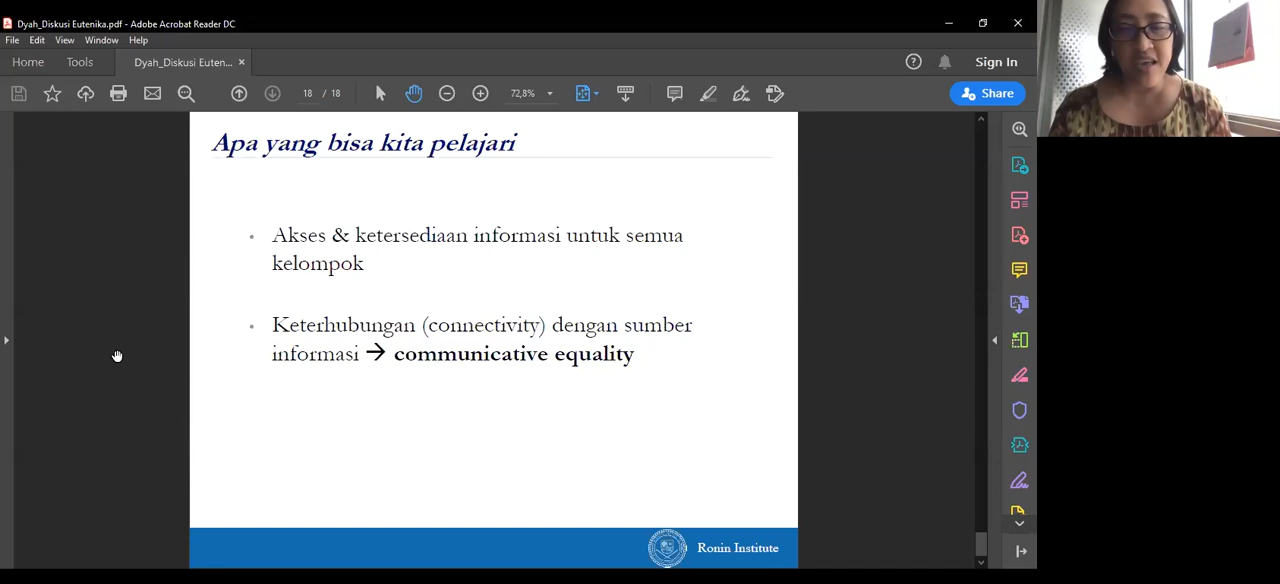 Dyah_Diskusi Eutenika.pdf - Adobe Acrobat Reader DC
File Edit View Window Help
Home Tools Dyah_Diskusi Euten... × Sign In
18 / 18 72,8% Share
Apa yang bisa kita pelajari
• Akses & ketersediaan informasi untuk semua
kelompok
• Keterhubungan (connectivity) dengan sumber
informasi → communicative equality
Ronin Institute